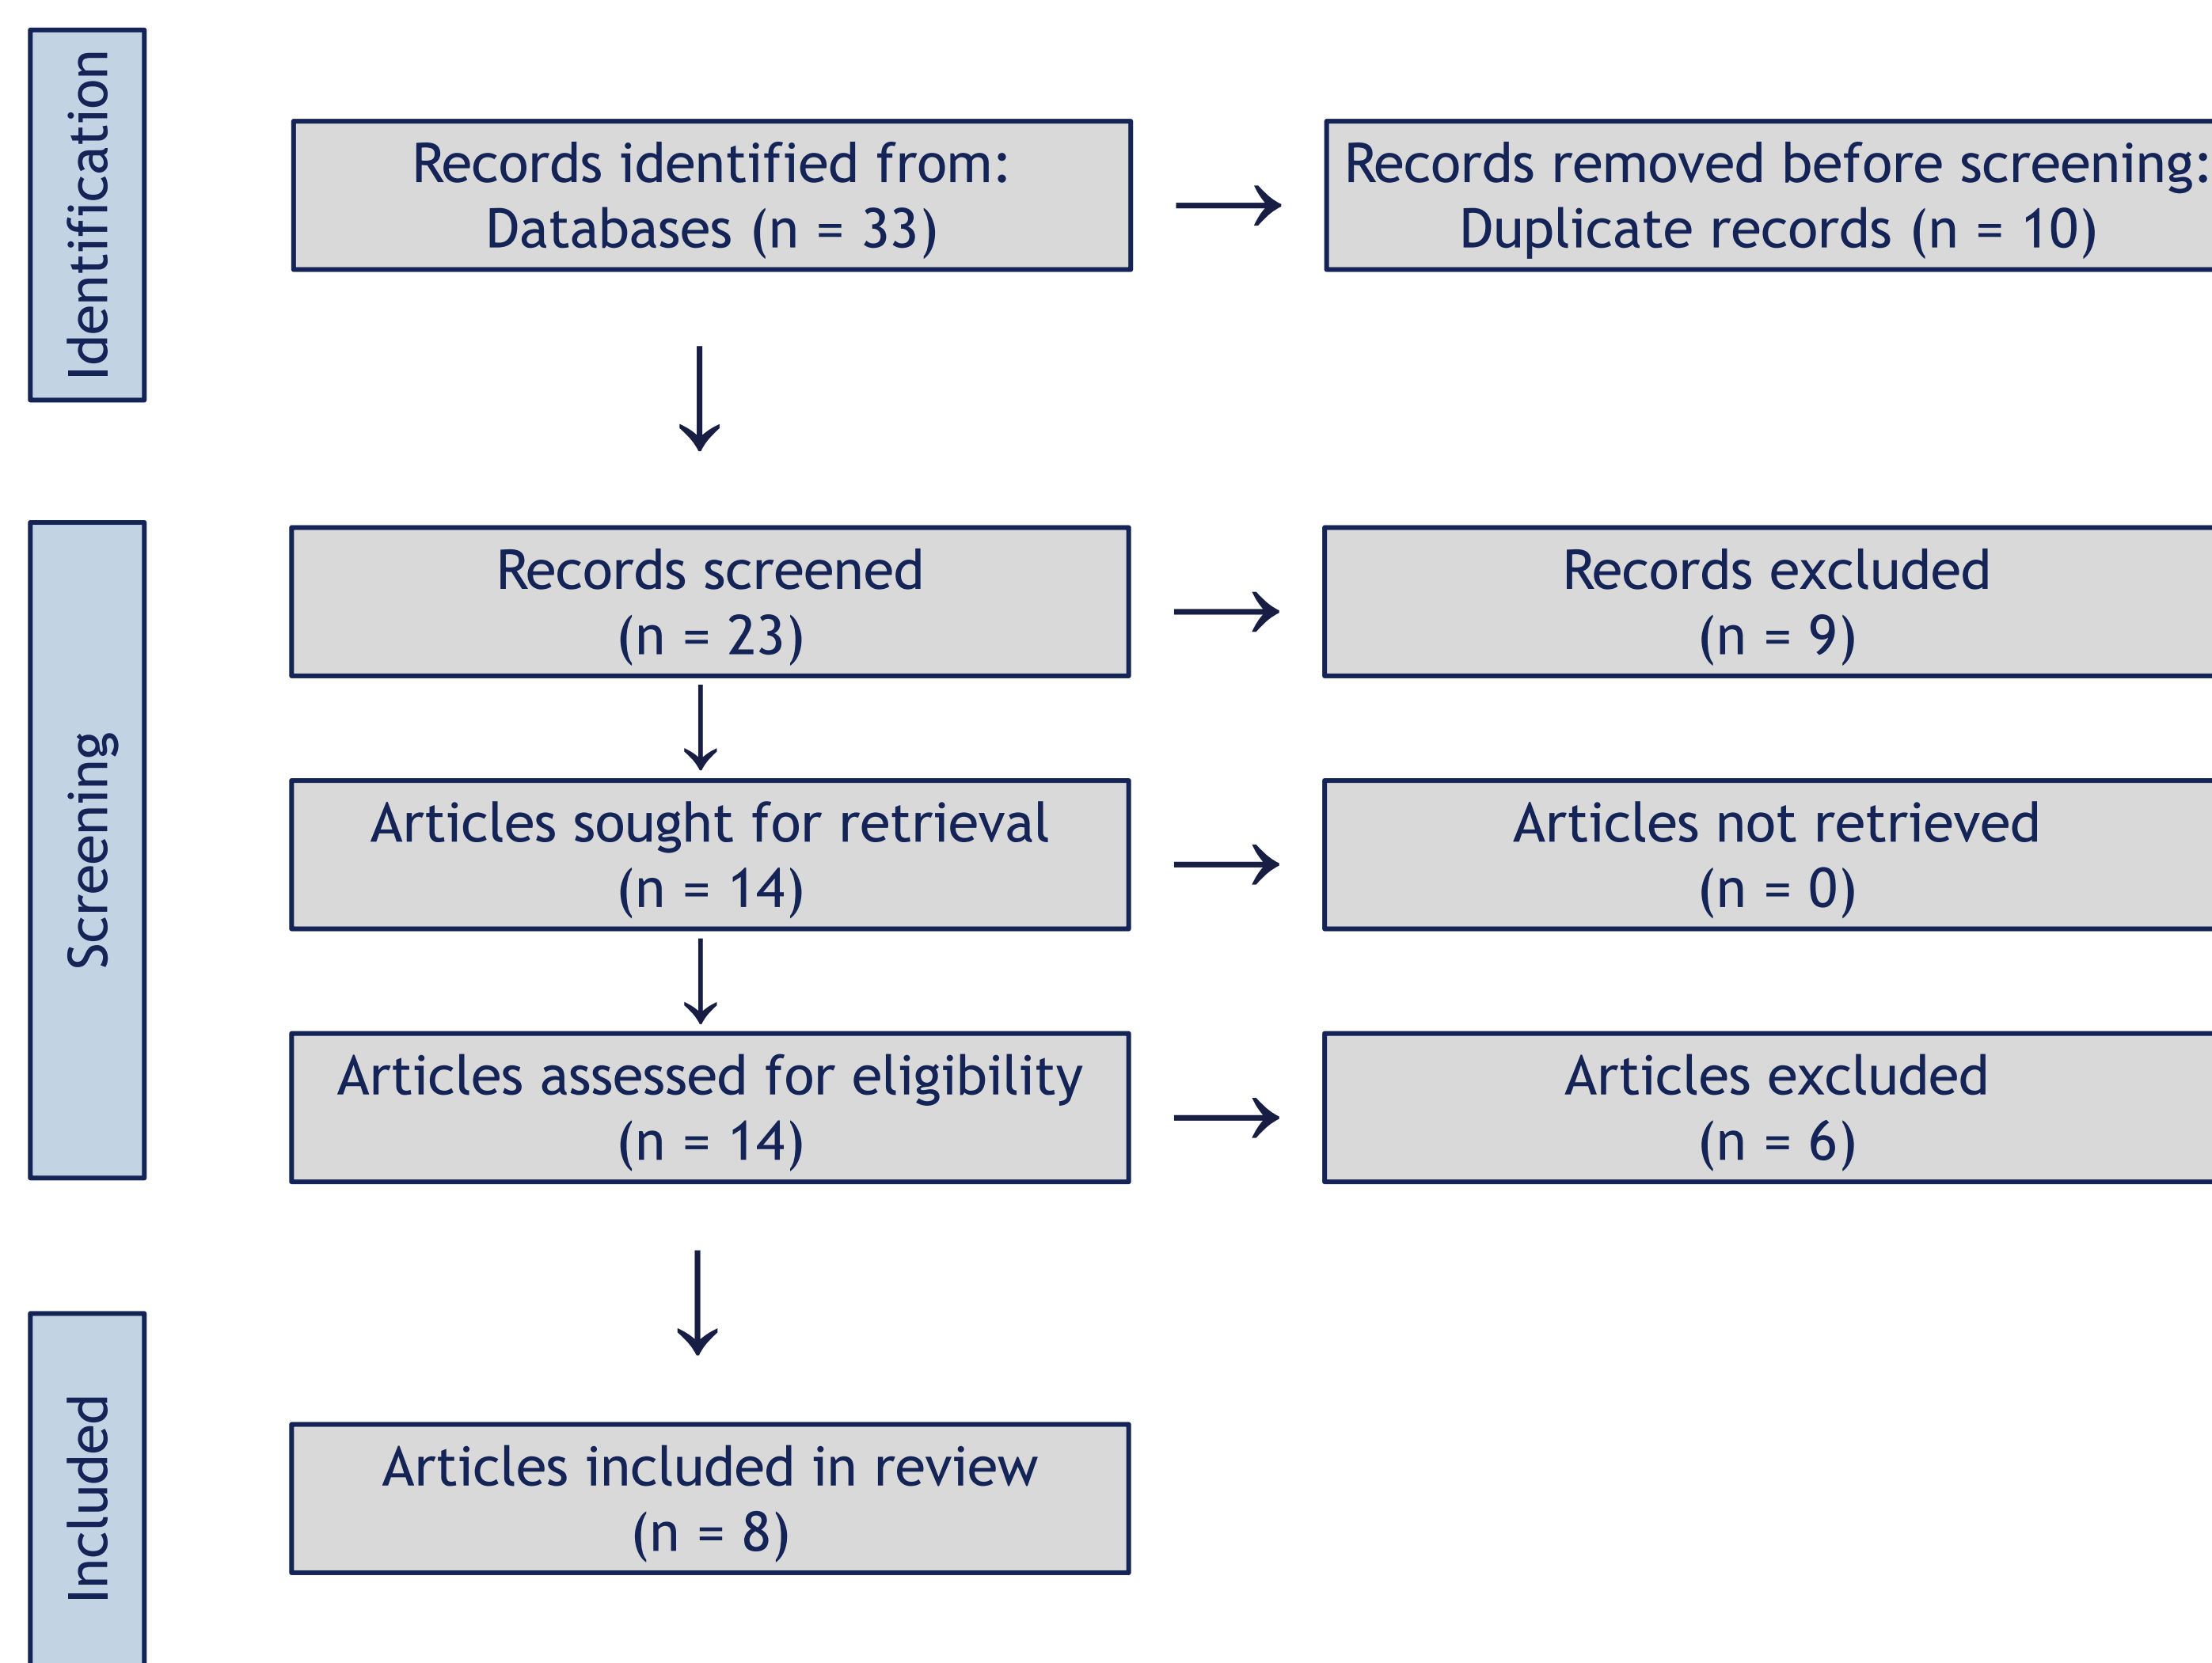 Identification
Records identified from:
Databases (n = 33)
Records removed before screening:
Duplicate records (n = 10)
Screening
Records screened
(n = 23)
Records excluded
(n = 9)
Articles sought for retrieval
(n = 14)
Articles not retrieved
(n = 0)
Articles assessed for eligibility
(n = 14)
Articles excluded
(n = 6)
Included
Articles included in review
(n = 8)